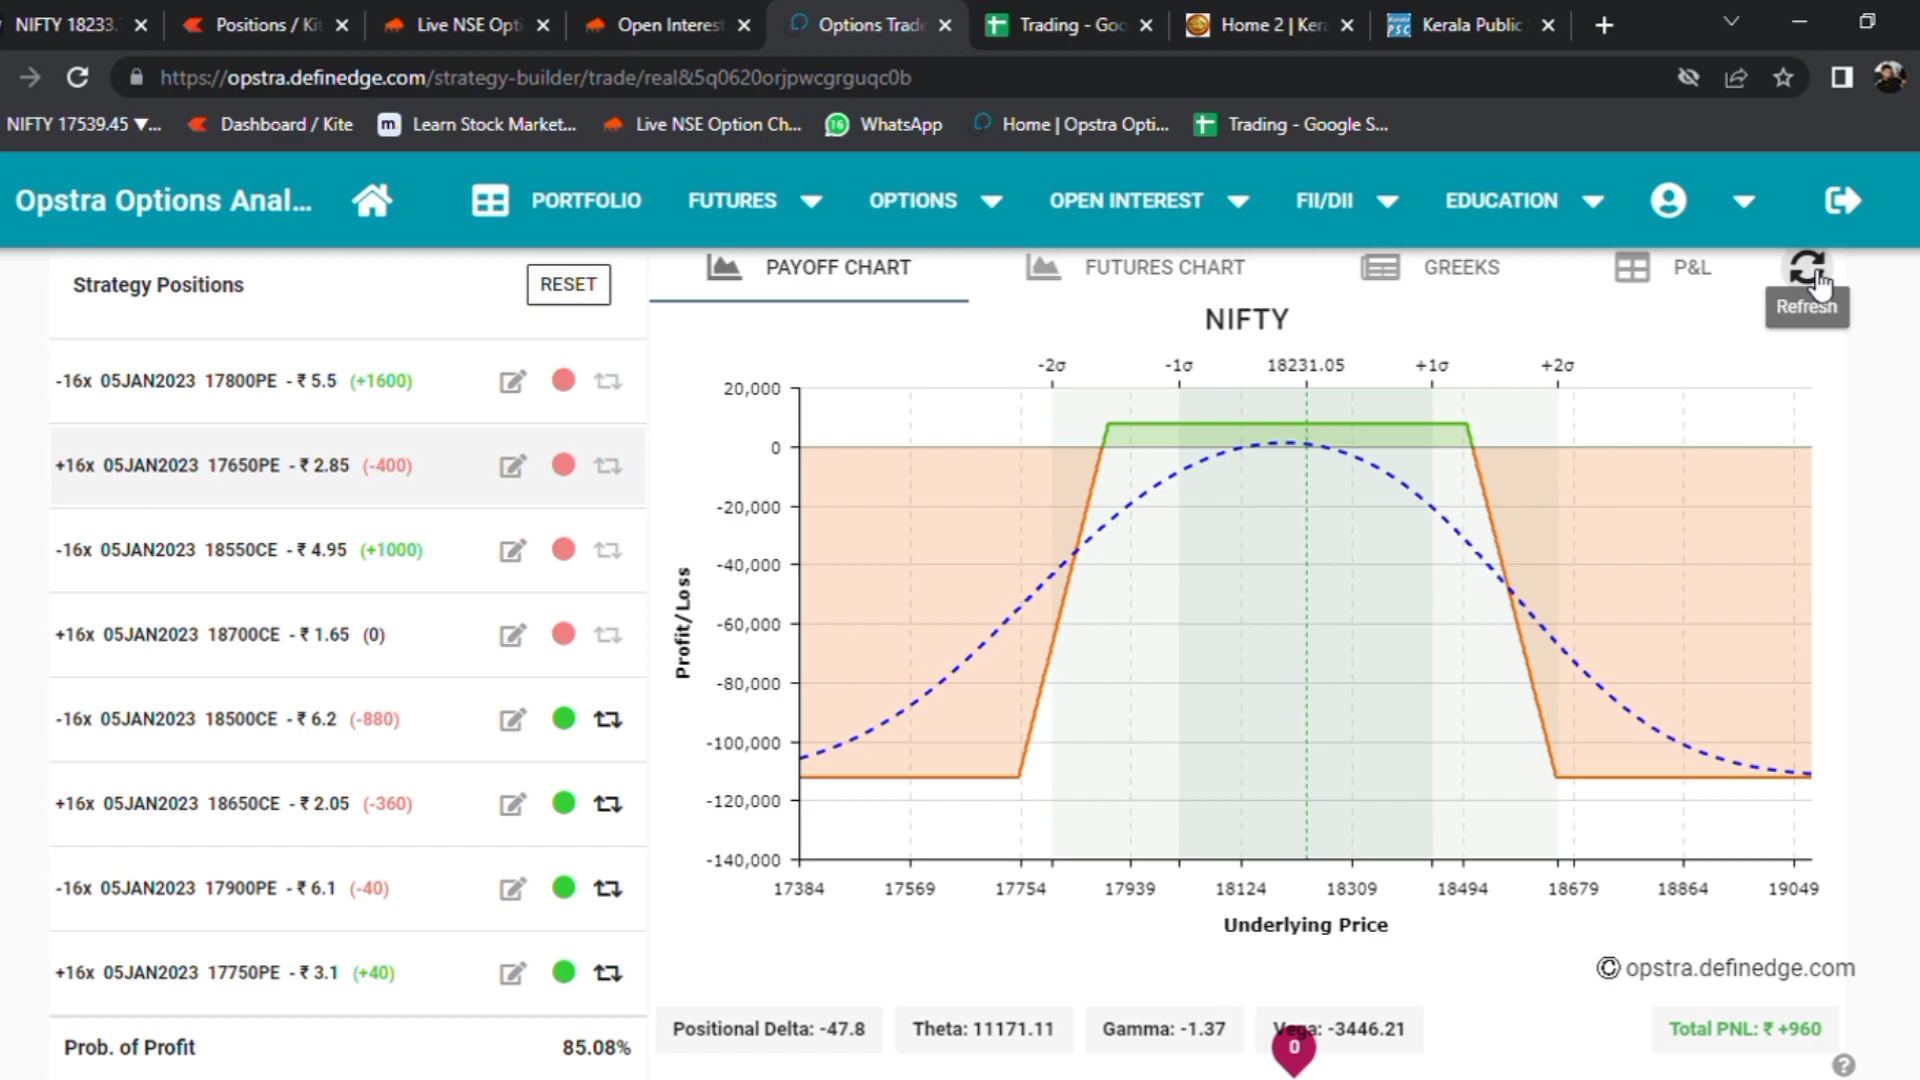 NIFTY 18233. Positions / Kit Live NSE Opti Open Interest Options Trade Trading - Goo Home 2 | Kera Kerala Public
https://opstra.definedge.com/strategy-builder/trade/real&5q0620orjpwcgrguqc0b
NIFTY 17539.45 ▼... Dashboard / Kite m Learn Stock Market... Live NSE Option Ch... 16 WhatsApp Home | Opstra Opti... Trading - Google S...
Opstra Options Anal... PORTFOLIO FUTURES OPTIONS OPEN INTEREST FII/DII EDUCATION
Strategy Positions RESET
PAYOFF CHART FUTURES CHART GREEKS P&L
Refresh
NIFTY
-2σ -1σ 18231.05 +1σ +2σ
-16x 05JAN2023 17800PE - ₹ 5.5 (+1600)
+16x 05JAN2023 17650PE - ₹ 2.85 (-400)
-16x 05JAN2023 18550CE - ₹ 4.95 (+1000)
+16x 05JAN2023 18700CE - ₹ 1.65 (0)
-16x 05JAN2023 18500CE - ₹ 6.2 (-880)
+16x 05JAN2023 18650CE - ₹ 2.05 (-360)
-16x 05JAN2023 17900PE - ₹ 6.1 (-40)
+16x 05JAN2023 17750PE - ₹ 3.1 (+40)
Prob. of Profit 85.08%
20,000
0
-20,000
-40,000
-60,000
-80,000
-100,000
-120,000
-140,000
Profit/Loss
17384 17569 17754 17939 18124 18309 18494 18679 18864 19049
Underlying Price
© opstra.definedge.com
Positional Delta: -47.8 Theta: 11171.11 Gamma: -1.37 Vega: -3446.21 Total PNL: ₹ +960
0